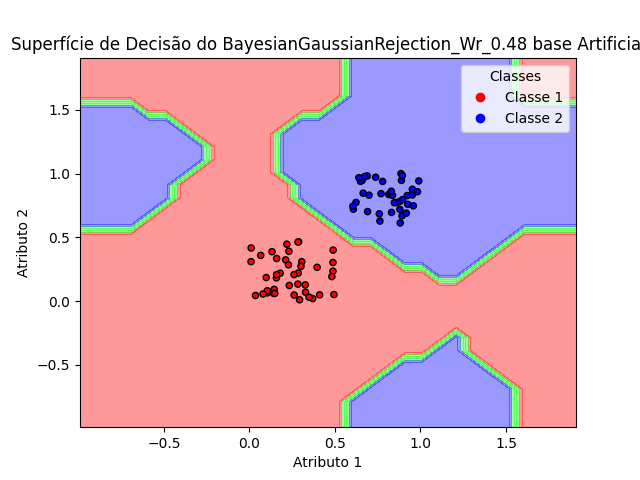 Superfície de Decisão do BayesianGaussianRejection_Wr_0.48 base Artificia
Classes
Classe 1
Classe 2
Atributo 2
1.5
1.0
0.5
0.0
−0.5
−0.5 0.0 0.5 1.0 1.5
Atributo 1